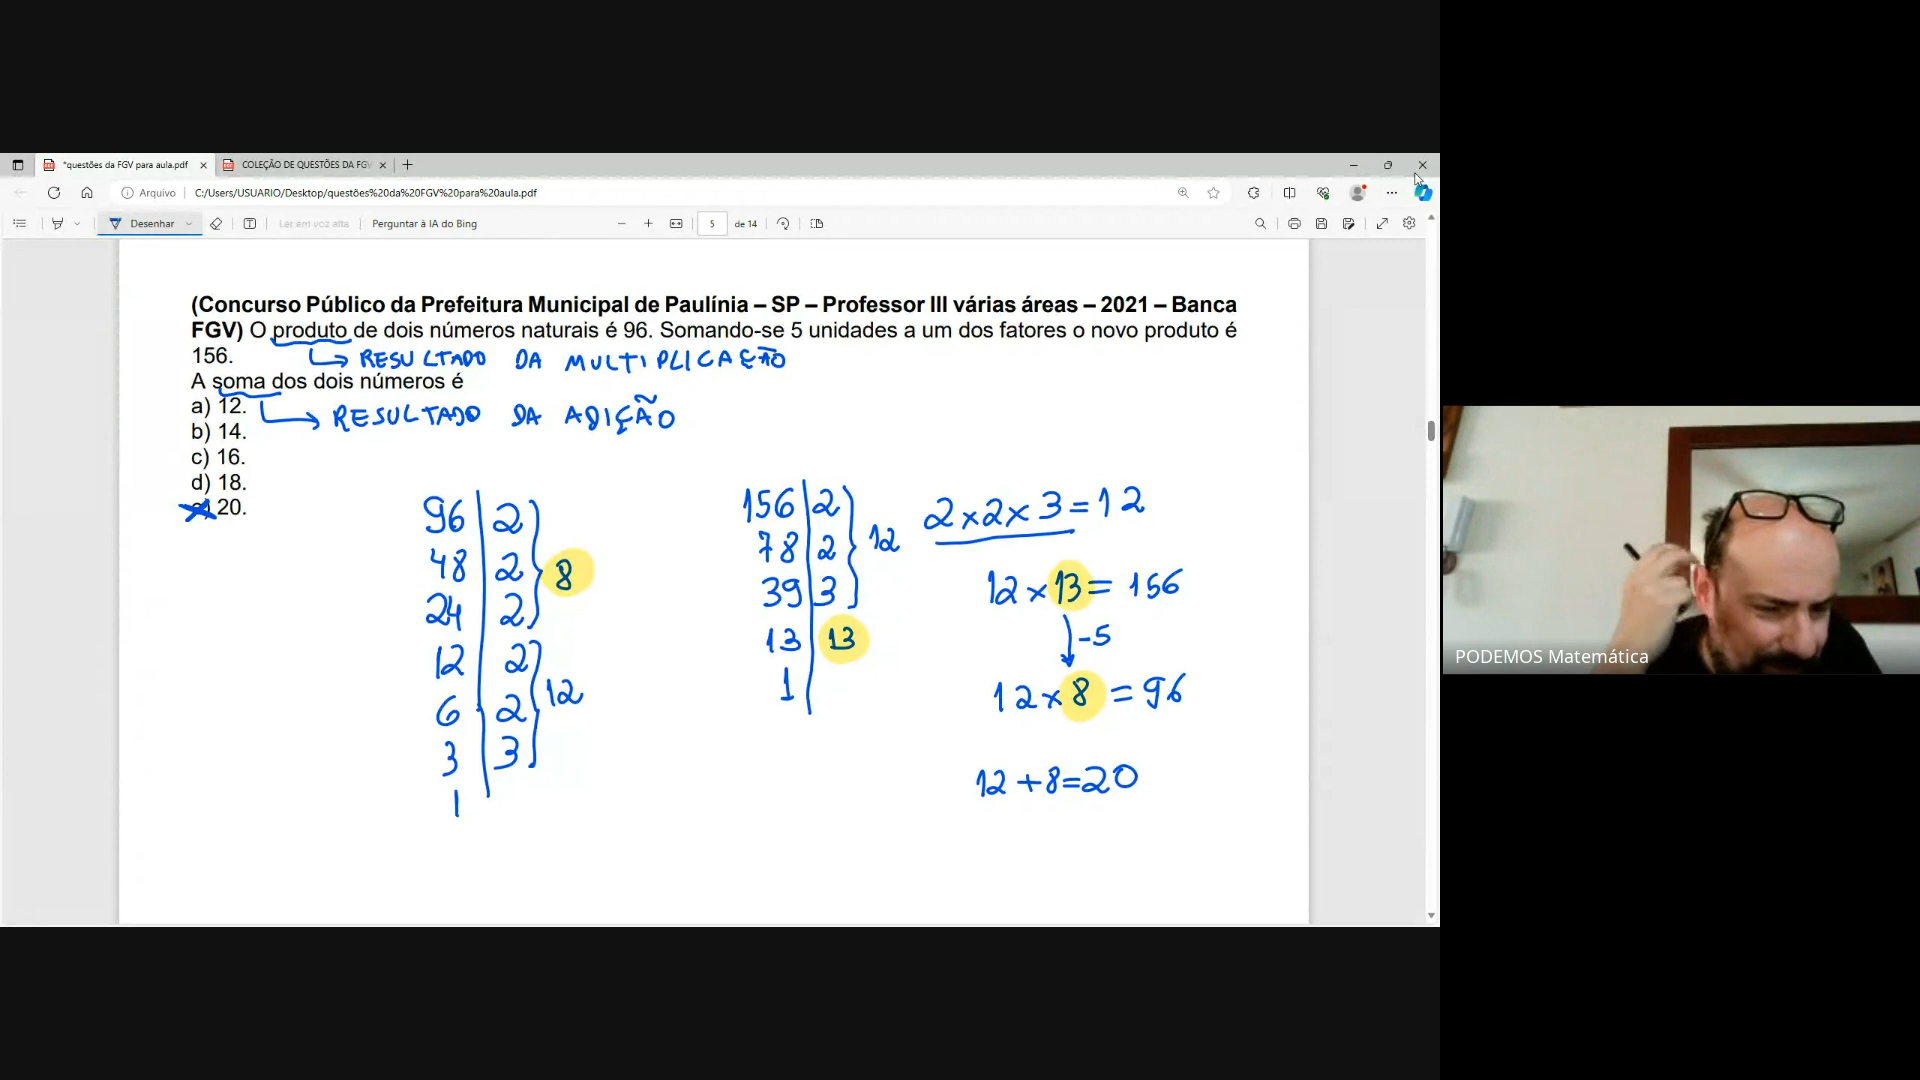 *questões da FGV para aula.pdf
COLEÇÃO DE QUESTÕES DA FGV
Arquivo C:/Users/USUARIO/Desktop/questões%20da%20FGV%20para%20aula.pdf
Desenhar Ler em voz alta Perguntar à IA do Bing 5 de 14
(Concurso Público da Prefeitura Municipal de Paulínia – SP – Professor III várias áreas – 2021 – Banca
FGV) O produto de dois números naturais é 96. Somando-se 5 unidades a um dos fatores o novo produto é
156.
RESULTADO DA MULTIPLICAÇÃO
A soma dos dois números é
a) 12.
RESULTADO DA ADIÇÃO
b) 14.
c) 16.
d) 18.
20.
96 2
48 2
24 2
8
12 2
6 2
3 3
1
12
156 2
78 2
39 3
12
13 13
1
2×2×3=12
12×13=156
-5
12×8=96
12+8=20
PODEMOS Matemática